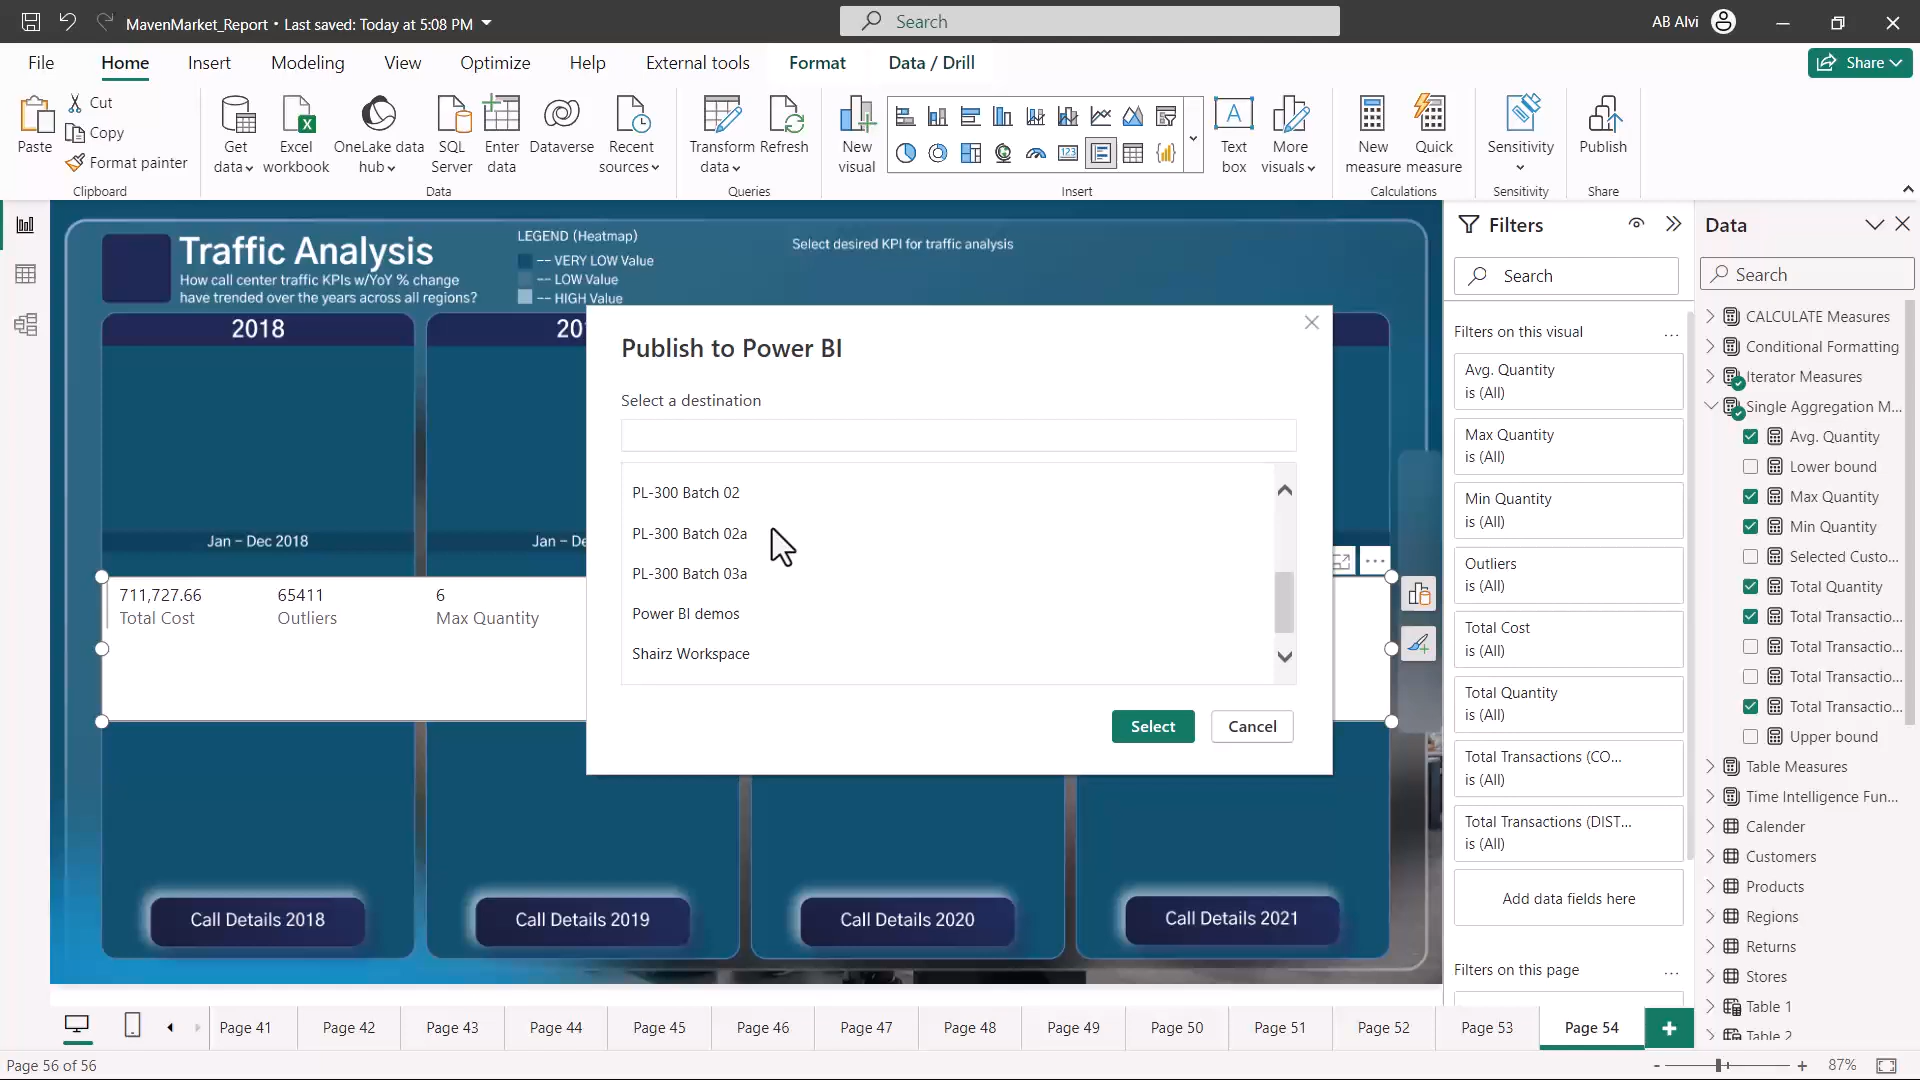 MavenMarket_Report • Last saved: Today at 5:08 PM
Search
AB Alvi
File
Home
Insert
Modeling
View
Optimize
Help
External tools
Format
Data / Drill
Share
Paste
Cut
Copy
Format painter
Clipboard
Get data
Excel workbook
OneLake data hub
SQL Server
Enter data
Dataverse
Recent sources
Data
Transform data
Refresh
Queries
New visual
Text box
More visuals
Insert
New measure
Quick measure
Calculations
Sensitivity
Sensitivity
Publish
Share
Traffic Analysis
How call center traffic KPIs w/YoY % change
have trended over the years across all regions?
LEGEND (Heatmap)
-- VERY LOW Value
-- LOW Value
-- HIGH Value
Select desired KPI for traffic analysis
2018
20
Jan – Dec 2018
Jan – De
711,727.66
Total Cost
65411
Outliers
6
Max Quantity
Call Details 2018
Call Details 2019
Call Details 2020
Call Details 2021
Publish to Power BI
Select a destination
PL-300 Batch 02
PL-300 Batch 02a
PL-300 Batch 03a
Power BI demos
Shairz Workspace
Select
Cancel
Filters
Search
Filters on this visual
Avg. Quantity
is (All)
Max Quantity
is (All)
Min Quantity
is (All)
Outliers
is (All)
Total Cost
is (All)
Total Quantity
is (All)
Total Transactions (CO...
is (All)
Total Transactions (DIST...
is (All)
Add data fields here
Filters on this page
Data
Search
CALCULATE Measures
Conditional Formatting
Iterator Measures
Single Aggregation M...
Avg. Quantity
Lower bound
Max Quantity
Min Quantity
Selected Custo...
Total Quantity
Total Transactio...
Total Transactio...
Total Transactio...
Total Transactio...
Upper bound
Table Measures
Time Intelligence Fun...
Calender
Customers
Products
Regions
Returns
Stores
Table 1
Table 2
Page 41
Page 42
Page 43
Page 44
Page 45
Page 46
Page 47
Page 48
Page 49
Page 50
Page 51
Page 52
Page 53
Page 54
Page 56 of 56
87%